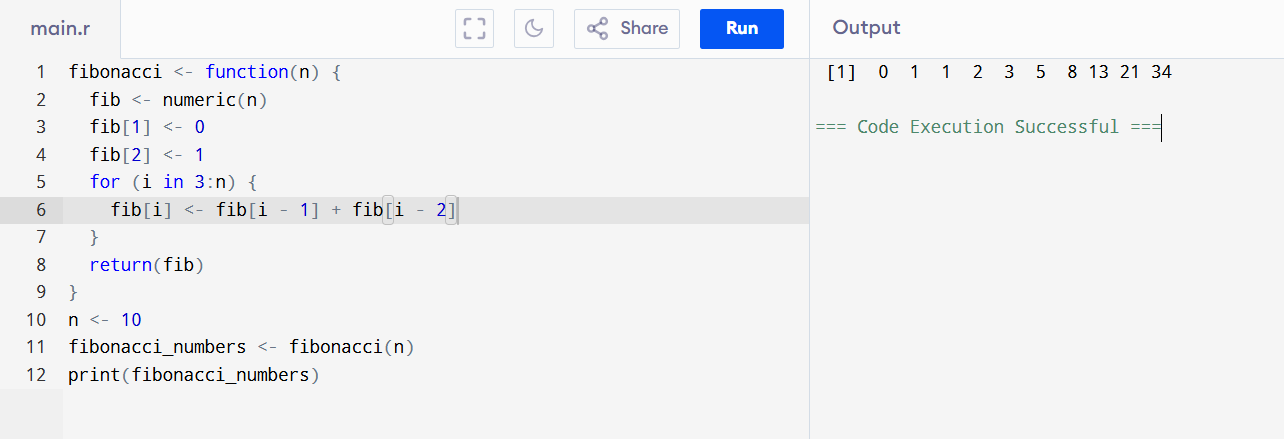 main.r Share Run Output
1 fibonacci <- function(n) {
2   fib <- numeric(n)
3   fib[1] <- 0
4   fib[2] <- 1
5   for (i in 3:n) {
6     fib[i] <- fib[i - 1] + fib[i - 2]
7   }
8   return(fib)
9 }
10 n <- 10
11 fibonacci_numbers <- fibonacci(n)
12 print(fibonacci_numbers)
[1]  0  1  1  2  3  5  8 13 21 34
=== Code Execution Successful ===